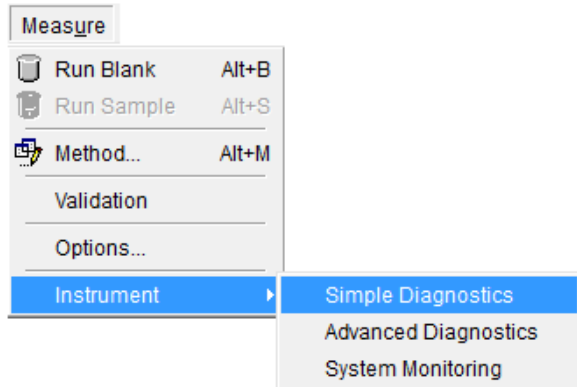 Measure
Run Blank Alt+B
Run Sample Alt+S
Method... Alt+M
Validation
Options...
Instrument
Simple Diagnostics
Advanced Diagnostics
System Monitoring